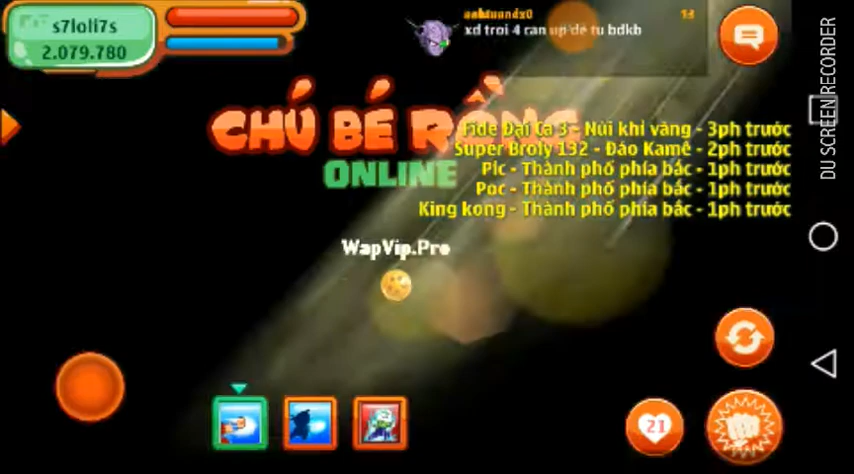 s7loli7s
2.079.780
xd troi 4 can up de tu bdkb
CHÚ BÉ RỒNG
ONLINE
Fide Đại Ca 3 - Núi khỉ vàng - 3ph trước
Super Broly 132 - Đảo Kamê - 2ph trước
Pic - Thành phố phía bắc - 1ph trước
Poc - Thành phố phía bắc - 1ph trước
King kong - Thành phố phía bắc - 1ph trước
WapVip.Pro
21
DU SCREEN RECORDER